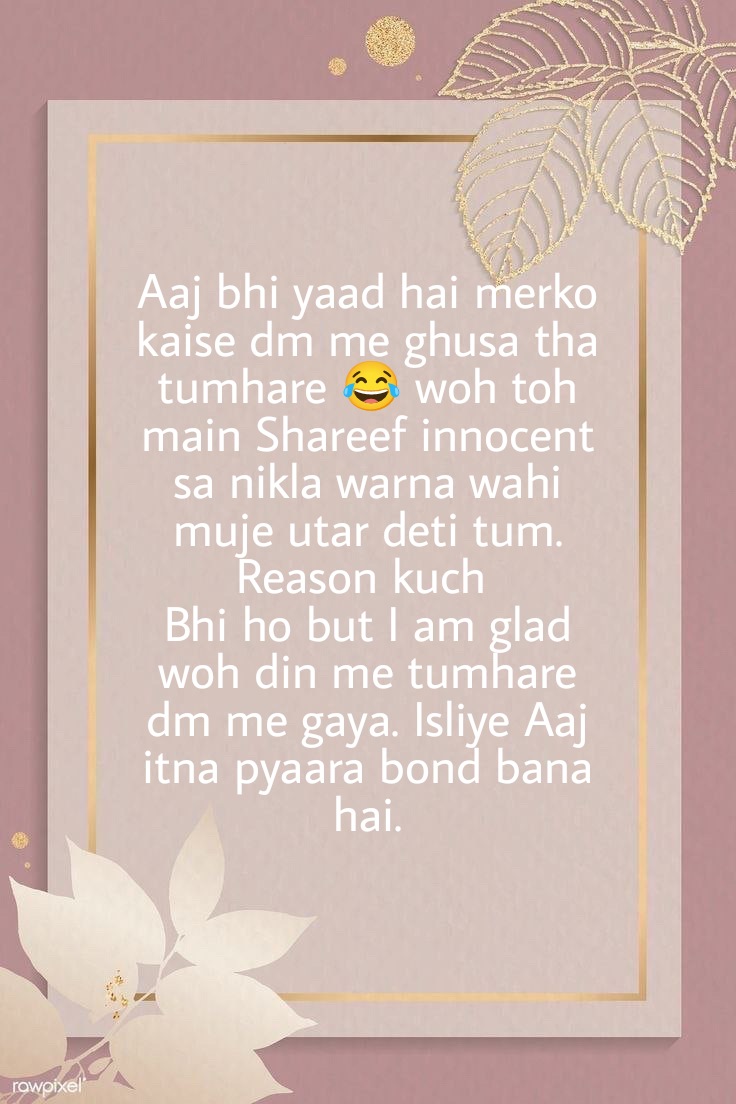 Aaj bhi yaad hai merko
kaise dm me ghusa tha
tumhare 😂 woh toh
main Shareef innocent
sa nikla warna wahi
muje utar deti tum.
Reason kuch
Bhi ho but I am glad
woh din me tumhare
dm me gaya. Isliye Aaj
itna pyaara bond bana
hai.
rawpixel